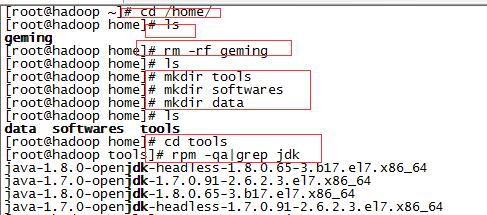 [root@hadoop ~]# cd /home/
[root@hadoop home]# ls
geming
[root@hadoop home]# rm -rf geming
[root@hadoop home]# ls
[root@hadoop home]# mkdir tools
[root@hadoop home]# mkdir softwares
[root@hadoop home]# mkdir data
[root@hadoop home]# ls
data softwares tools
[root@hadoop home]# cd tools
[root@hadoop tools]# rpm -qa|grep jdk
java-1.8.0-openjdk-headless-1.8.0.65-3.b17.el7.x86_64
java-1.7.0-openjdk-1.7.0.91-2.6.2.3.el7.x86_64
java-1.8.0-openjdk-1.8.0.65-3.b17.el7.x86_64
java-1.7.0-openjdk-headless-1.7.0.91-2.6.2.3.el7.x86_64